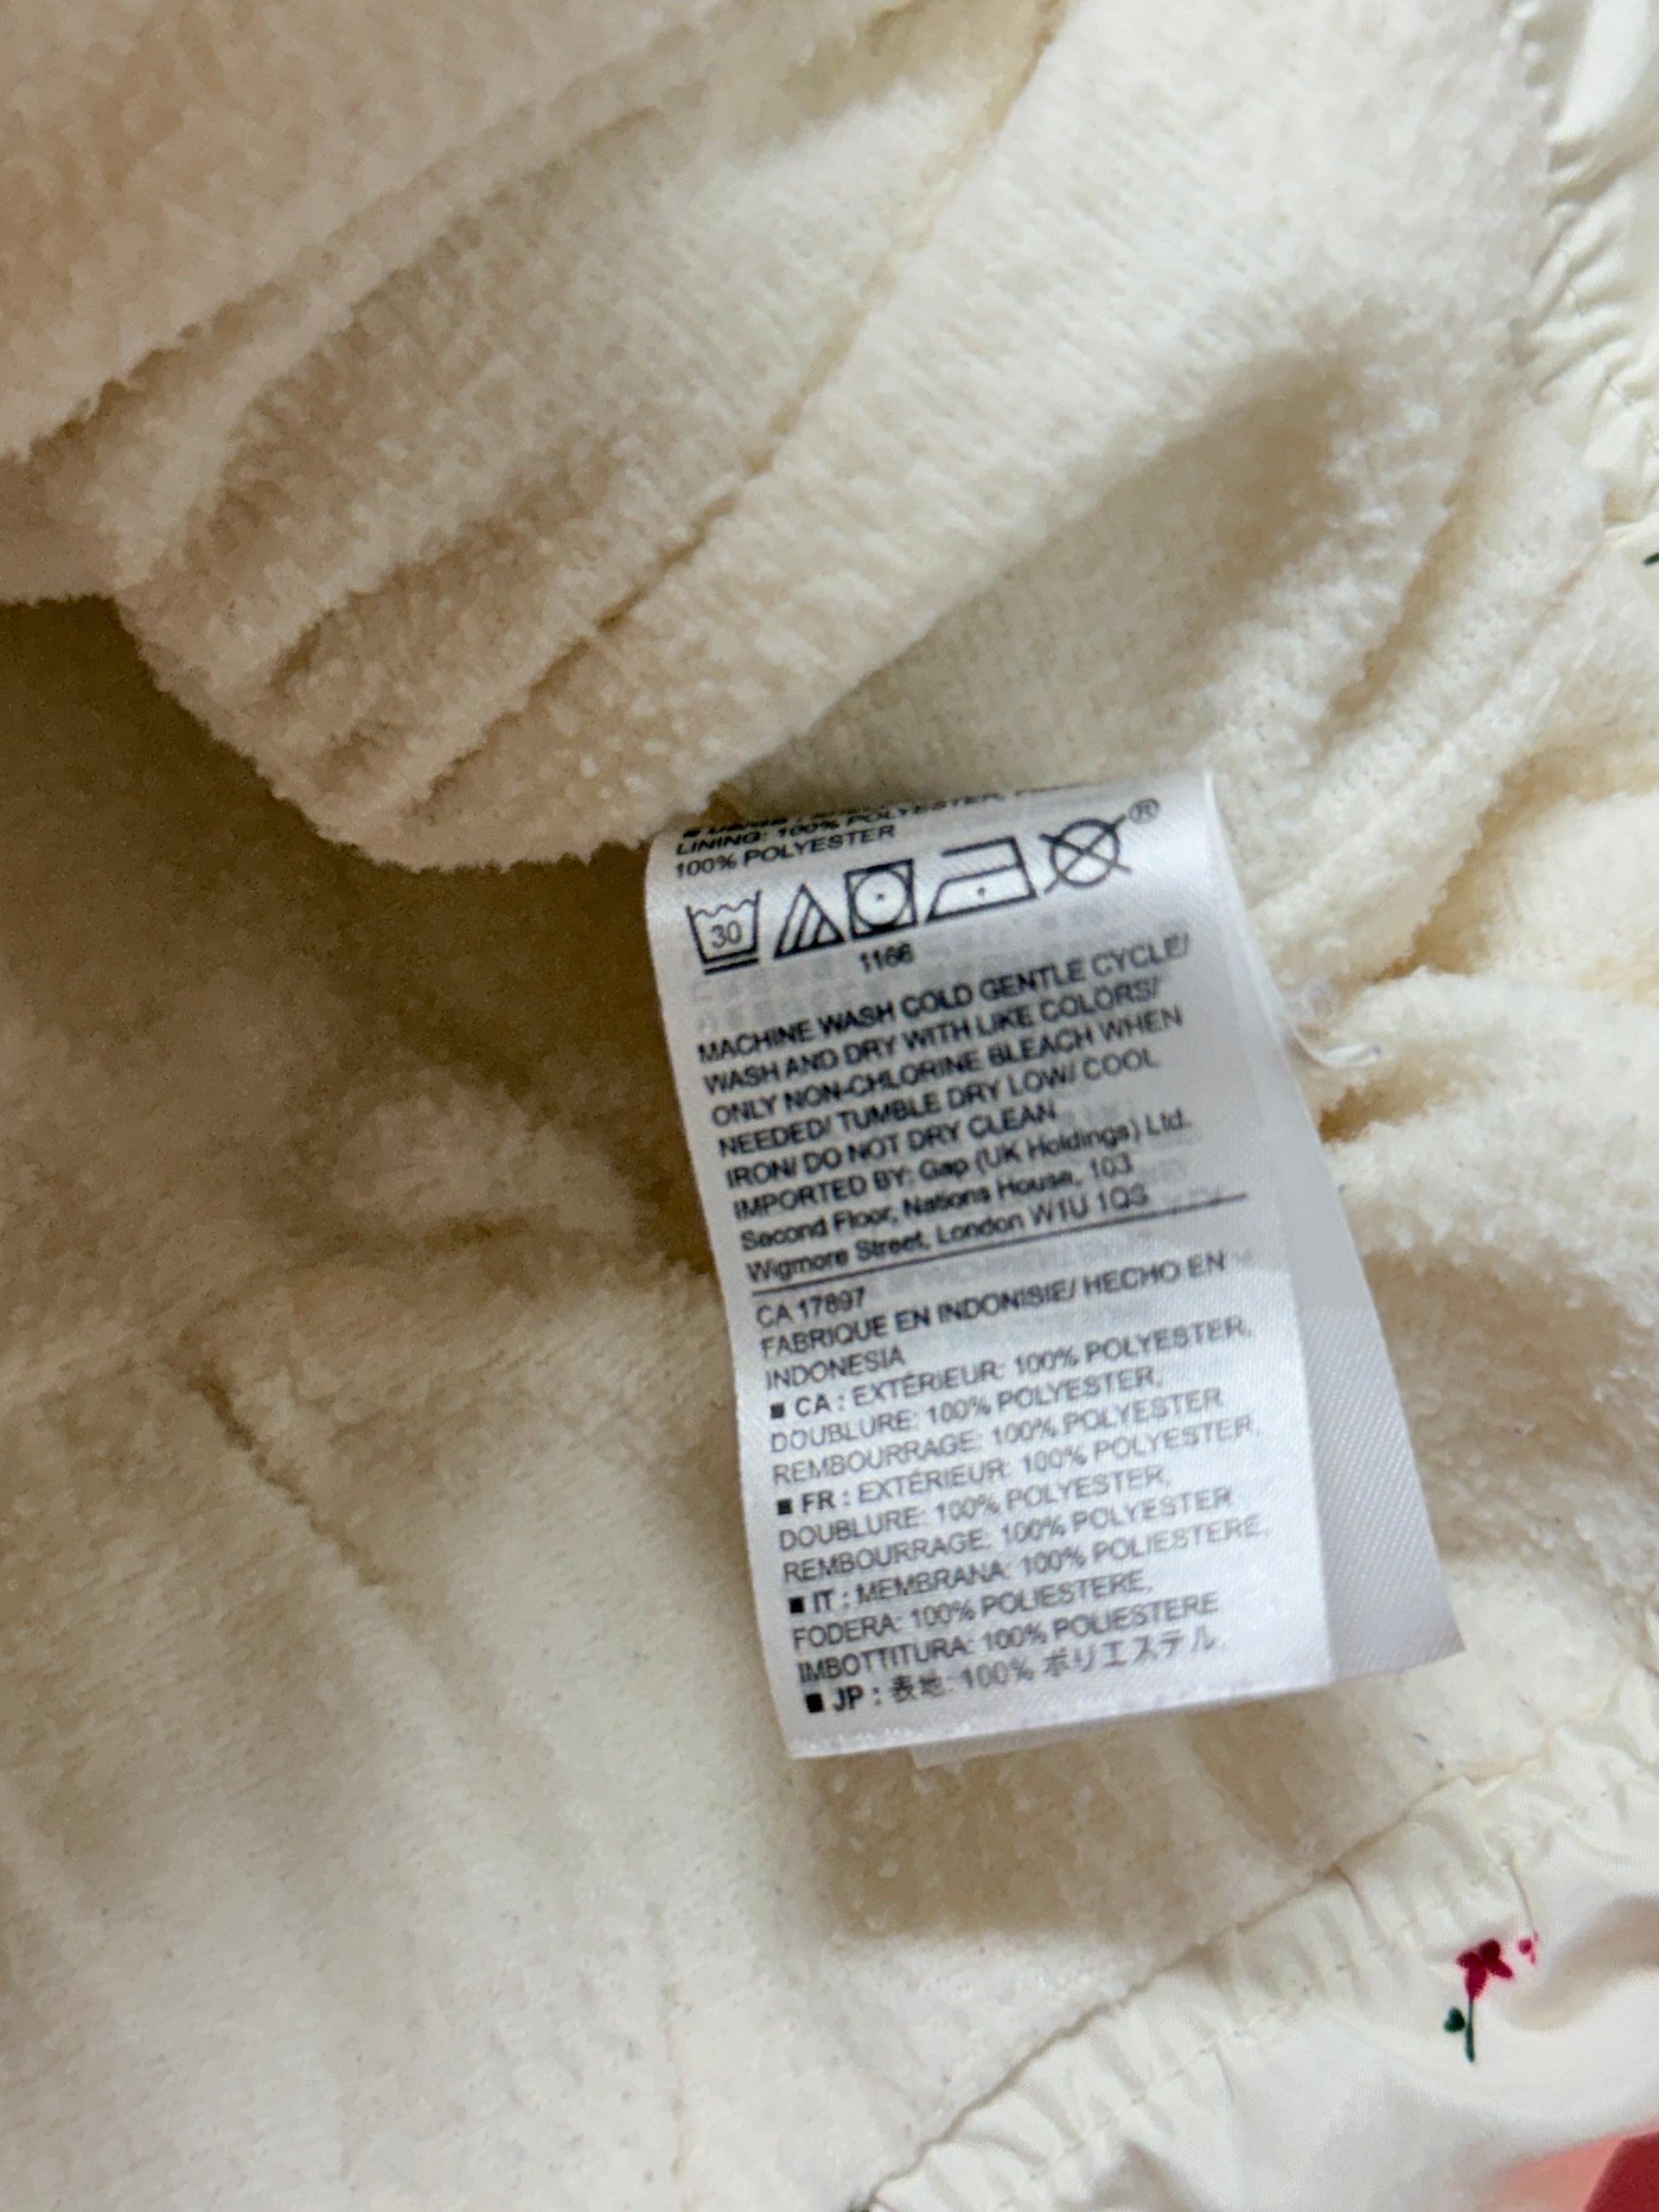 LINING: 100% POLYESTER,
100% POLYESTER
®
30
1166
MACHINE WASH COLD GENTLE CYCLE/
WASH AND DRY WITH LIKE COLORS/
ONLY NON-CHLORINE BLEACH WHEN
NEEDED/ TUMBLE DRY LOW/ COOL
IRON/ DO NOT DRY CLEAN
IMPORTED BY: Gap (UK Holdings) Ltd.
Second Floor, Nations House, 103
Wigmore Street, London W1U 1QS
CA 17897
FABRIQUE EN INDONISIE/ HECHO EN
INDONESIA
■ CA : EXTÉRIEUR: 100% POLYESTER,
DOUBLURE: 100% POLYESTER,
REMBOURRAGE: 100% POLYESTER
■ FR : EXTÉRIEUR: 100% POLYESTER,
DOUBLURE: 100% POLYESTER,
REMBOURRAGE: 100% POLYESTER
■ IT : MEMBRANA: 100% POLIESTERE,
FODERA: 100% POLIESTERE,
IMBOTTITURA: 100% POLIESTERE
■ JP : 表地: 100% ポリエステル,